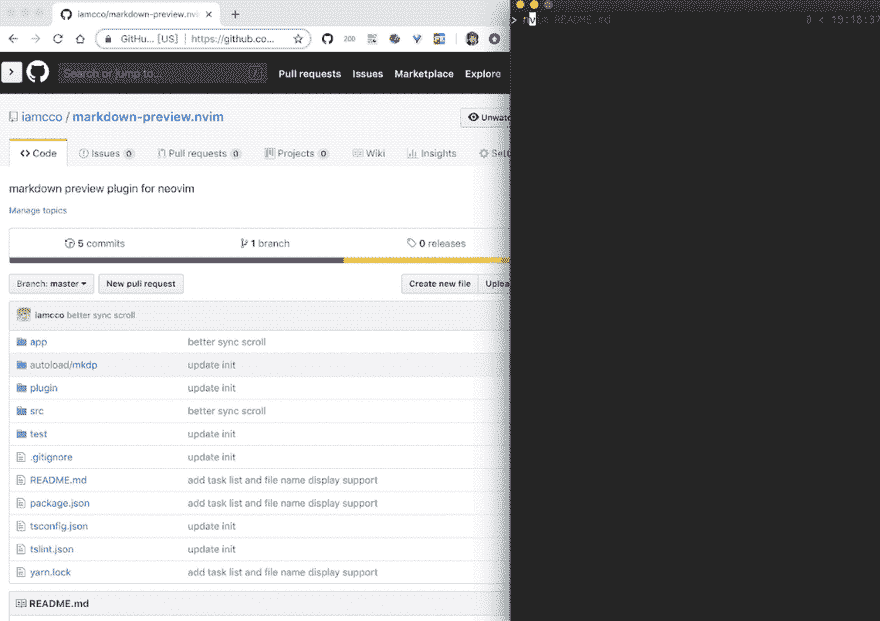 iamcco/markdown-preview.nvi
GitHu... [US] | https://github.co...
200
Search or jump to...
/
Pull requests Issues Marketplace Explore
iamcco / markdown-preview.nvim
Unwatc
Code Issues 0 Pull requests 0 Projects 0 Wiki Insights Sett
markdown preview plugin for neovim
Manage topics
5 commits 1 branch 0 releases
Branch: master New pull request Create new file Uploa
iamcco better sync scroll
app better sync scroll
autoload/mkdp update init
plugin update init
src better sync scroll
test update init
.gitignore update init
README.md add task list and file name display support
package.json add task list and file name display support
tsconfig.json update init
tslint.json update init
yarn.lock add task list and file name display support
README.md
> nvim README.md 0 < 19:18:37